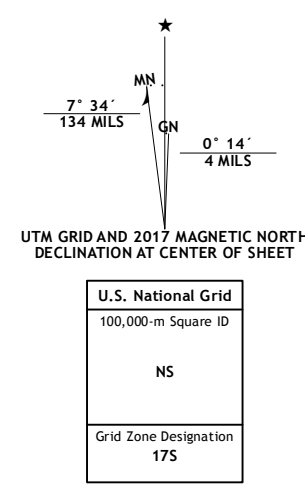 MN
7° 34´
134 MILS
GN
0° 14´
4 MILS
UTM GRID AND 2017 MAGNETIC NORTH
DECLINATION AT CENTER OF SHEET
U.S. National Grid
100,000-m Square ID
NS
Grid Zone Designation
17S